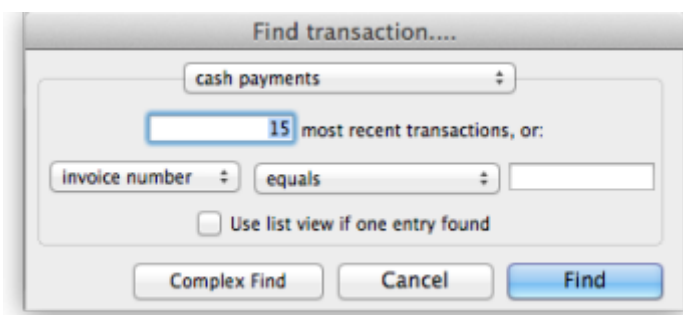 Find transaction....
cash payments
15 most recent transactions, or:
invoice number equals
Use list view if one entry found
Complex Find Cancel Find